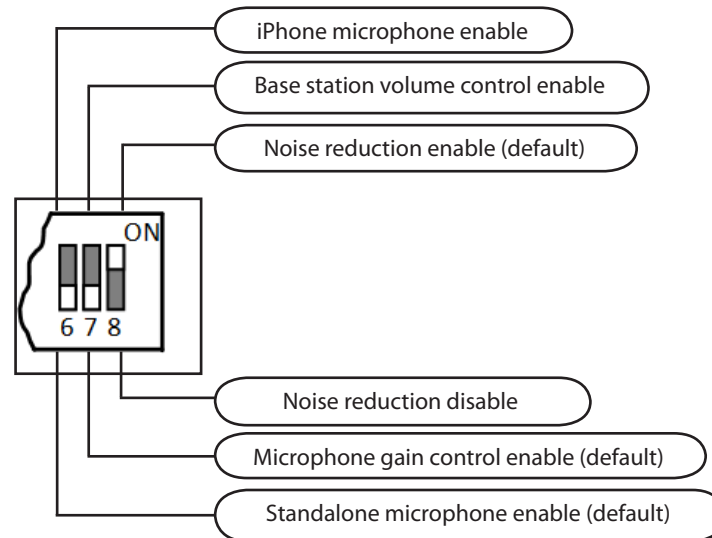 iPhone microphone enable
Base station volume control enable
Noise reduction enable (default)
ON
6 7 8
Noise reduction disable
Microphone gain control enable (default)
Standalone microphone enable (default)